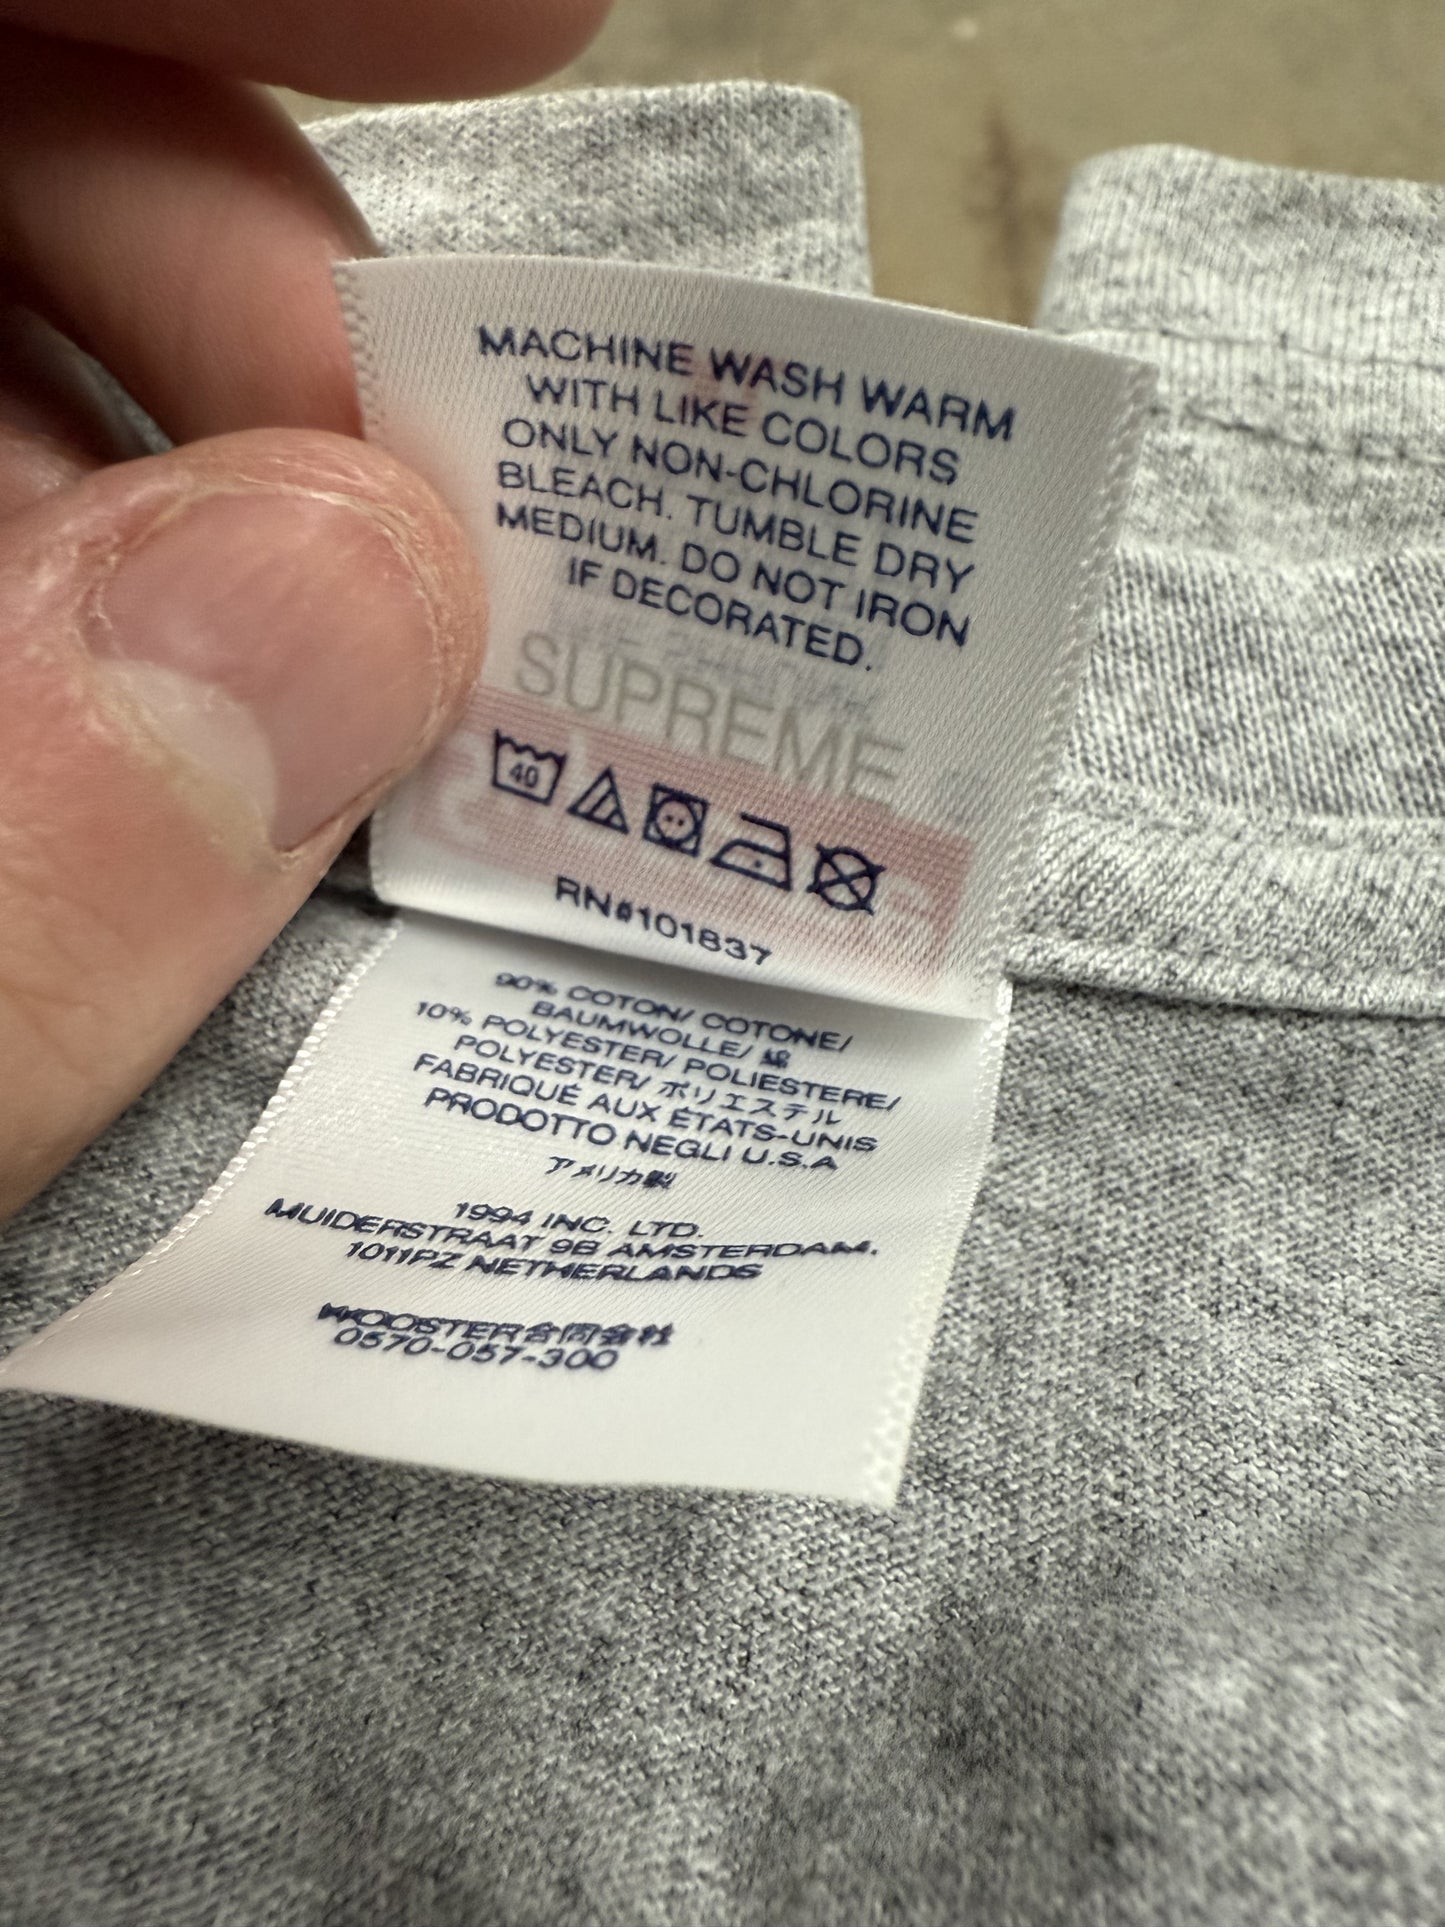 MACHINE WASH WARM
WITH LIKE COLORS
ONLY NON-CHLORINE
BLEACH. TUMBLE DRY
MEDIUM. DO NOT IRON
IF DECORATED.
SUPREME
40
RN#101837
90% COTON/ COTONE/
BAUMWOLLE/ 綿
10% POLYESTER/ POLIESTERE/
POLYESTER/ ポリエステル
FABRIQUÉ AUX ÉTATS-UNIS
PRODOTTO NEGLI U.S.A
アメリカ製
1994 INC. LTD.
MUIDERSTRAAT 9B AMSTERDAM,
1011PZ NETHERLANDS
WOOSTER合同会社
0570-057-300